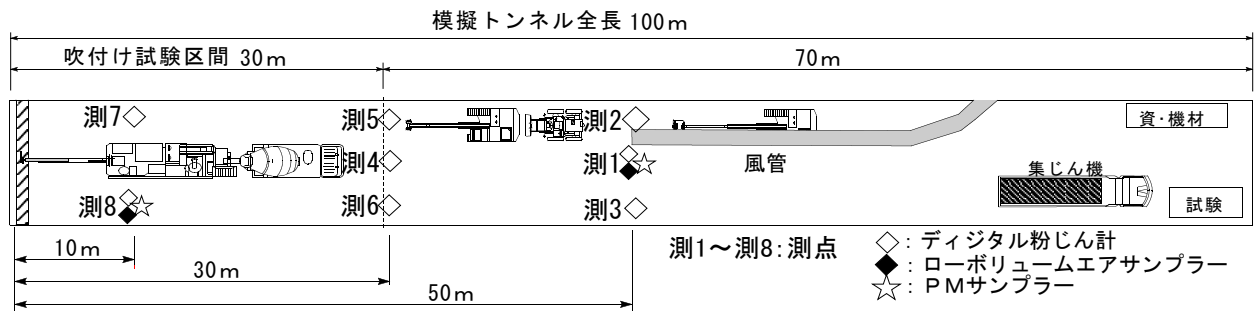 模擬トンネル全長 100m
吹付け試験区間 30m
70m
測7
測5
測2
資・機材
測4
測1
風管
集じん機
測8
測6
測3
試験
10m
測1～測8:測点
◇：ディジタル粉じん計
◆：ローボリュームエアサンプラー
☆：ＰＭサンプラー
30m
50m